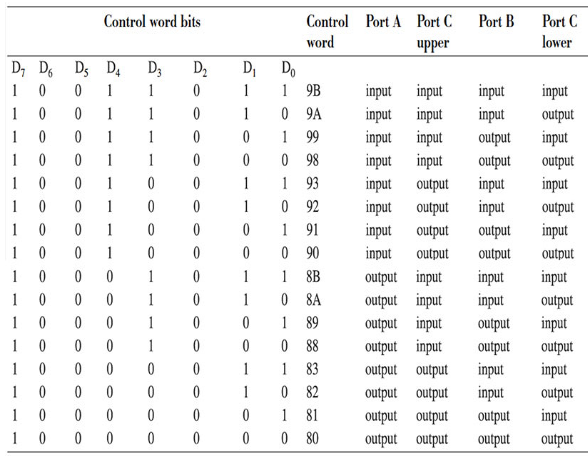 Control word bits Control Port A Port C Port B Port C
word upper lower
D7 D6 D5 D4 D3 D2 D1 D0
1 0 0 1 1 0 1 1 9B input input input input
1 0 0 1 1 0 1 0 9A input input input output
1 0 0 1 1 0 0 1 99 input input output input
1 0 0 1 1 0 0 0 98 input input output output
1 0 0 1 0 0 1 1 93 input output input input
1 0 0 1 0 0 1 0 92 input output input output
1 0 0 1 0 0 0 1 91 input output output input
1 0 0 1 0 0 0 0 90 input output output output
1 0 0 0 1 0 1 1 8B output input input input
1 0 0 0 1 0 1 0 8A output input input output
1 0 0 0 1 0 0 1 89 output input output input
1 0 0 0 1 0 0 0 88 output input output output
1 0 0 0 0 0 1 1 83 output output input input
1 0 0 0 0 0 1 0 82 output output input output
1 0 0 0 0 0 0 1 81 output output output input
1 0 0 0 0 0 0 0 80 output output output output